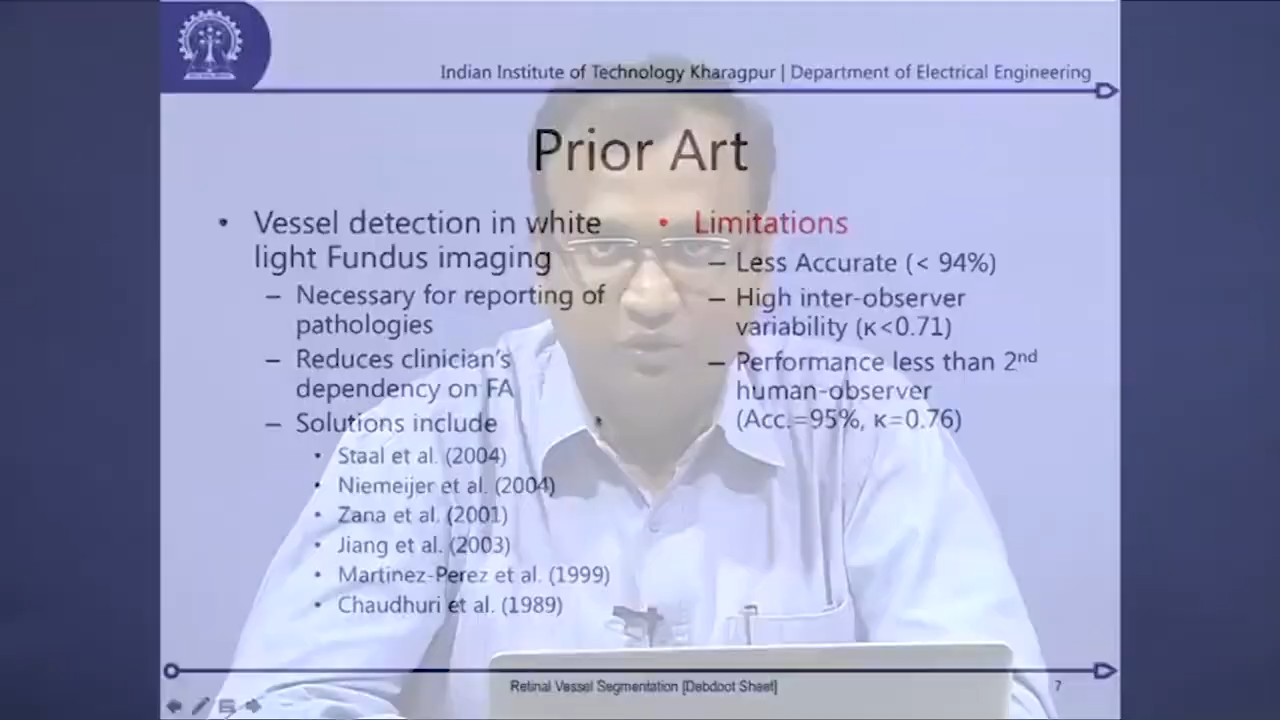 Indian Institute of Technology Kharagpur | Department of Electrical Engineering
Prior Art
• Vessel detection in white
light Fundus imaging
– Necessary for reporting of
pathologies
– Reduces clinician's
dependency on FA
– Solutions include
• Staal et al. (2004)
• Niemeijer et al. (2004)
• Zana et al. (2001)
• Jiang et al. (2003)
• Martinez-Perez et al. (1999)
• Chaudhuri et al. (1989)
• Limitations
– Less Accurate (< 94%)
– High inter-observer
variability (κ<0.71)
– Performance less than 2nd
human-observer
(Acc.=95%, κ=0.76)
Retinal Vessel Segmentation [Debdoot Sheet]
7